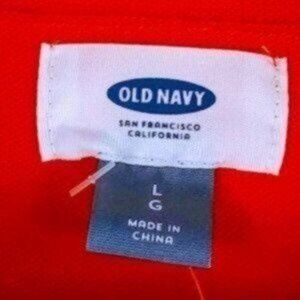 OLD NAVY
SAN FRANCISCO
CALIFORNIA
L
G
MADE IN
CHINA